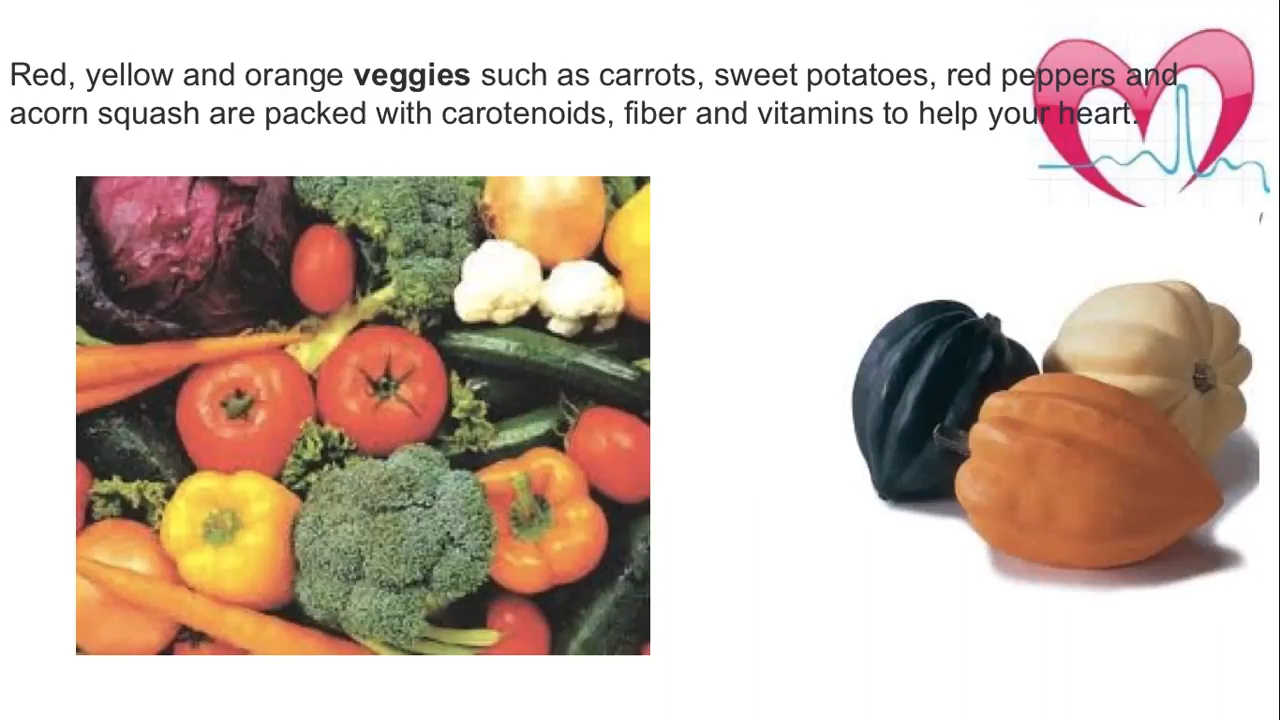 Red, yellow and orange veggies such as carrots, sweet potatoes, red peppers and
acorn squash are packed with carotenoids, fiber and vitamins to help your heart.